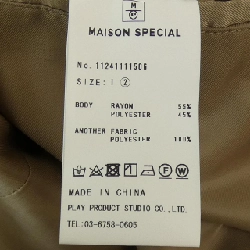 M
MAISON SPECIAL
No. 11241111506
SIZE: 1 ②
BODY RAYON 55%
POLYESTER 45%
ANOTHER FABRIC
POLYESTER 100%
MADE IN CHINA
PLAY PRODUCT STUDIO CO.,LTD.
TEL:03-6758-0605